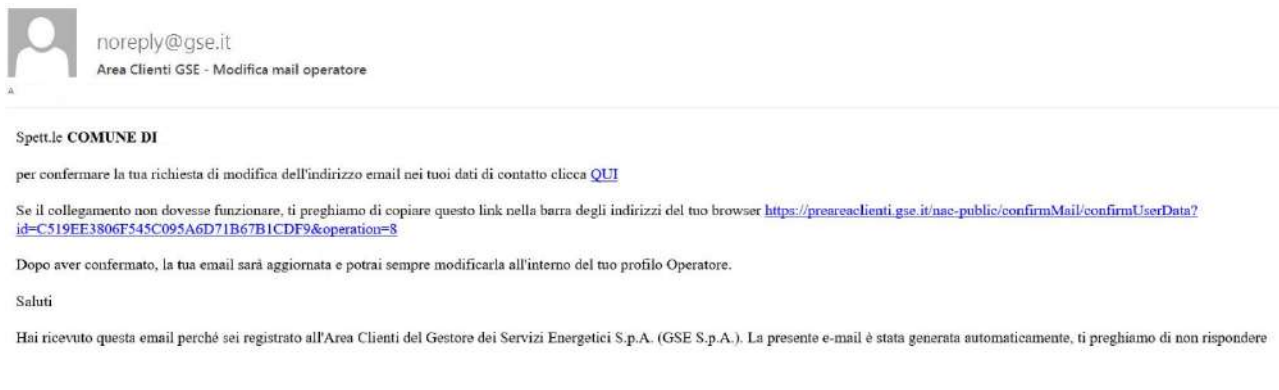 noreply@gse.it
Area Clienti GSE - Modifica mail operatore
A
Spett.le COMUNE DI
per confermare la tua richiesta di modifica dell'indirizzo email nei tuoi dati di contatto clicca QUI
Se il collegamento non dovesse funzionare, ti preghiamo di copiare questo link nella barra degli indirizzi del tuo browser https://preareaclienti.gse.it/nac-public/confirmMail/confirmUserData?
id=C519EE3806F545C095A6D71B67B1CDF9&operation=8
Dopo aver confermato, la tua email sarà aggiornata e potrai sempre modificarla all'interno del tuo profilo Operatore.
Saluti
Hai ricevuto questa email perché sei registrato all'Area Clienti del Gestore dei Servizi Energetici S.p.A. (GSE S.p.A.). La presente e-mail è stata generata automaticamente, ti preghiamo di non rispondere